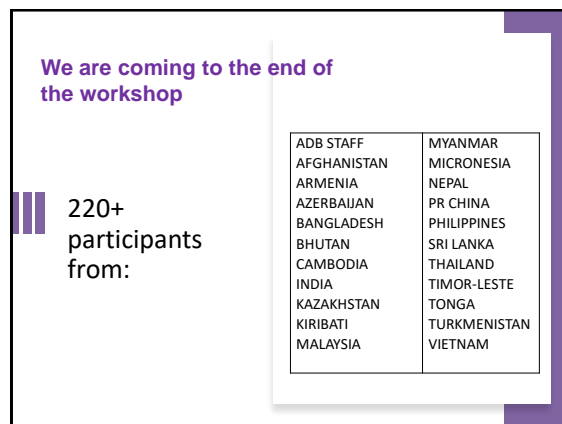 We are coming to the end of
the workshop
220+
participants
from:
ADB STAFF
AFGHANISTAN
ARMENIA
AZERBAIJAN
BANGLADESH
BHUTAN
CAMBODIA
INDIA
KAZAKHSTAN
KIRIBATI
MALAYSIA
MYANMAR
MICRONESIA
NEPAL
PR CHINA
PHILIPPINES
SRI LANKA
THAILAND
TIMOR-LESTE
TONGA
TURKMENISTAN
VIETNAM